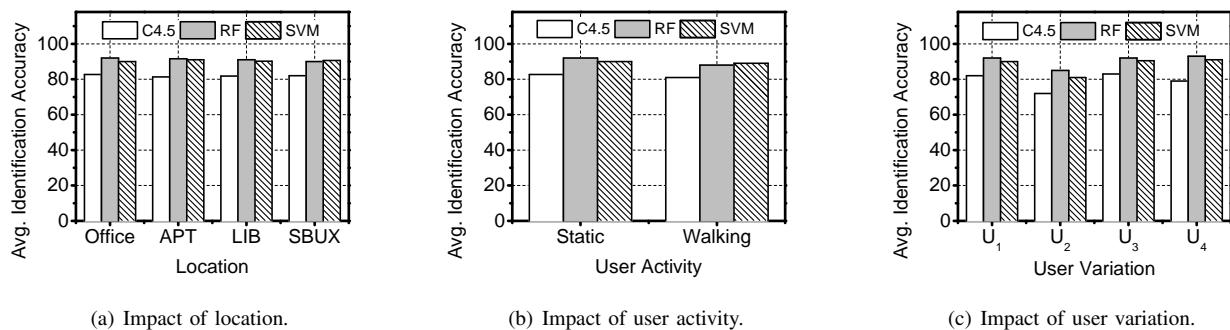 C4.5 RF SVM
100
80
60
40
20
0
Avg. Identification Accuracy
Office APT LIB SBUX
Location
(a) Impact of location.
C4.5 RF SVM
100
80
60
40
20
0
Avg. Identification Accuracy
Static Walking
User Activity
(b) Impact of user activity.
C4.5 RF SVM
100
80
60
40
20
0
Avg. Identification Accuracy
U1 U2 U3 U4
User Variation
(c) Impact of user variation.